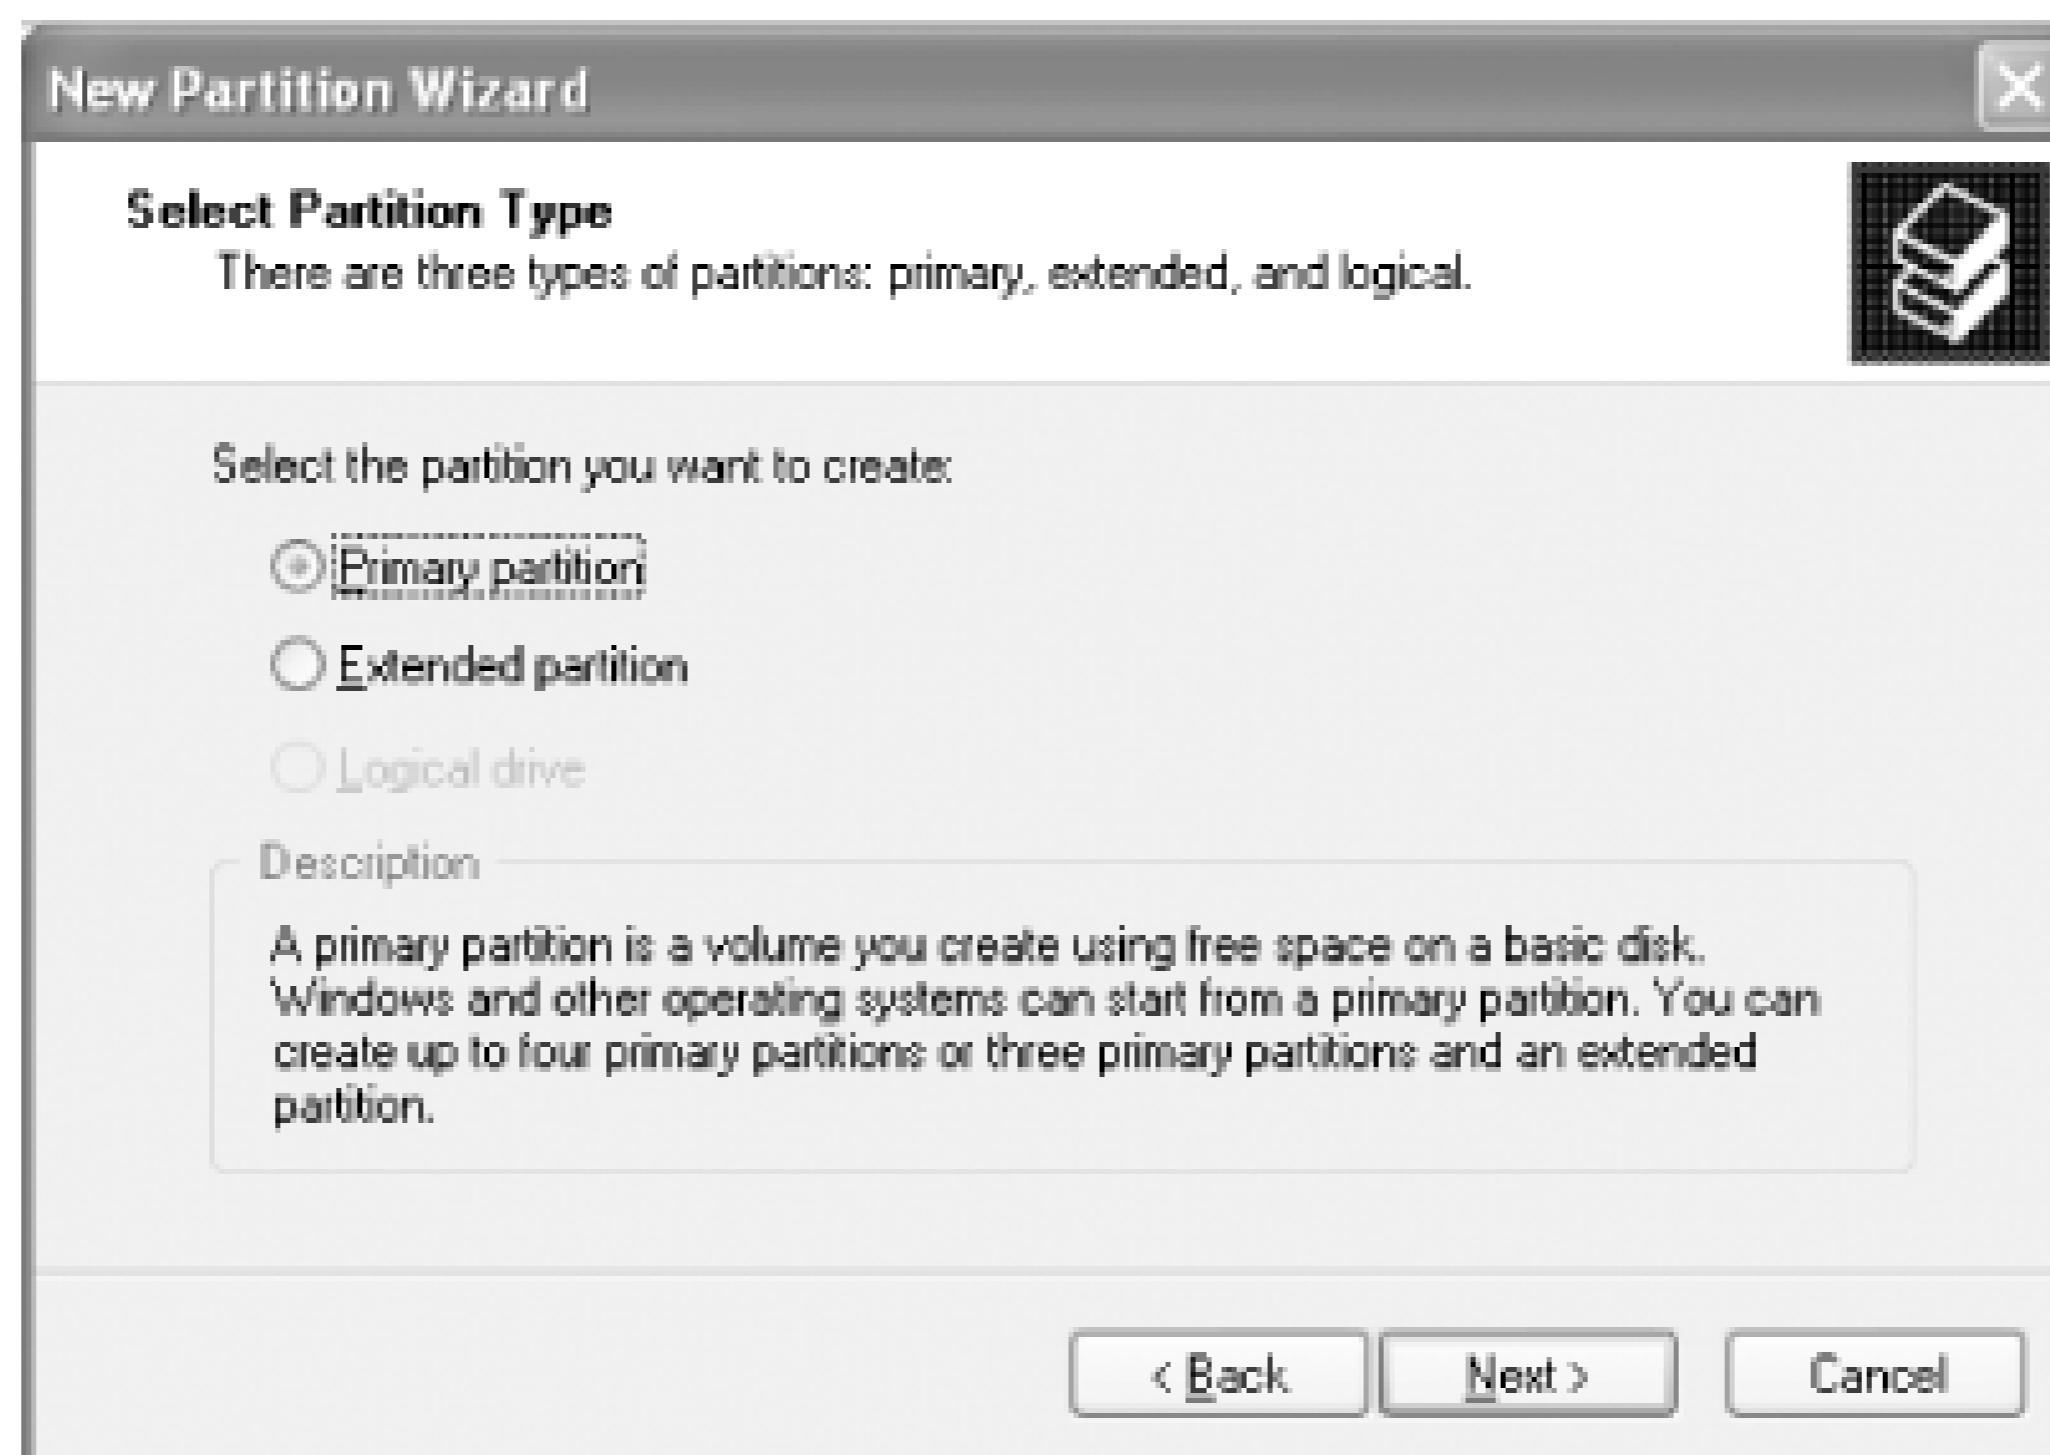 New Partition Wizard
Select Partition Type
There are three types of partitions: primary, extended, and logical.
Select the partition you want to create:
Primary partition
Extended partition
Logical drive
Description
A primary partition is a volume you create using free space on a basic disk.
Windows and other operating systems can start from a primary partition. You can
create up to four primary partitions or three primary partitions and an extended
partition.
< Back
Next >
Cancel